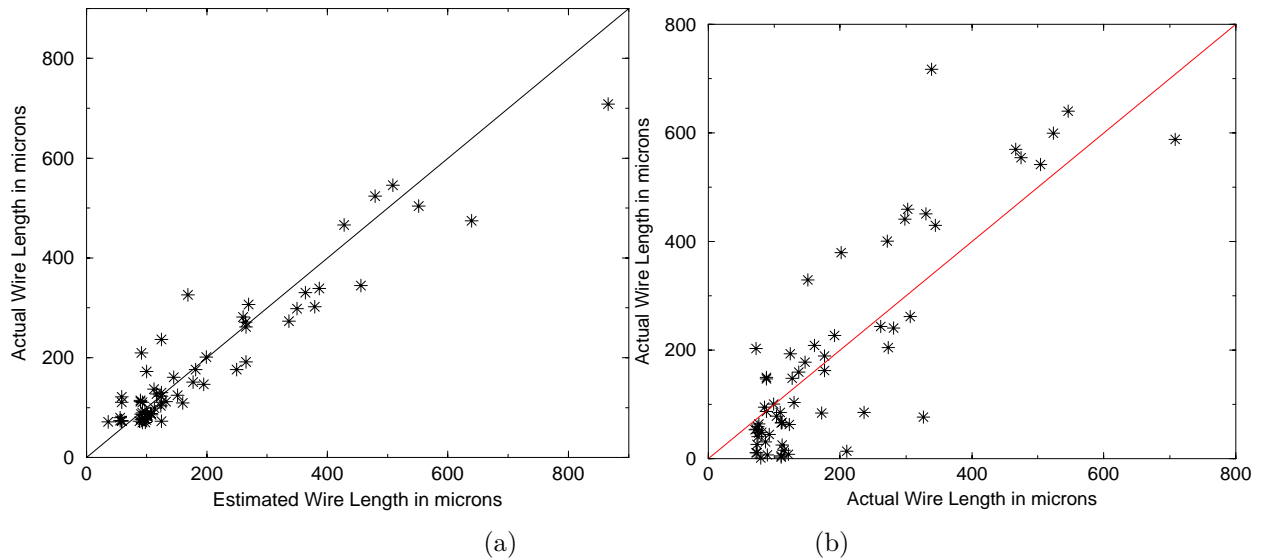 800
600
400
200
0
Actual Wire Length in microns
0 200 400 600 800
Estimated Wire Length in microns
(a)
800
600
400
200
0
Actual Wire Length in microns
0 200 400 600 800
Actual Wire Length in microns
(b)